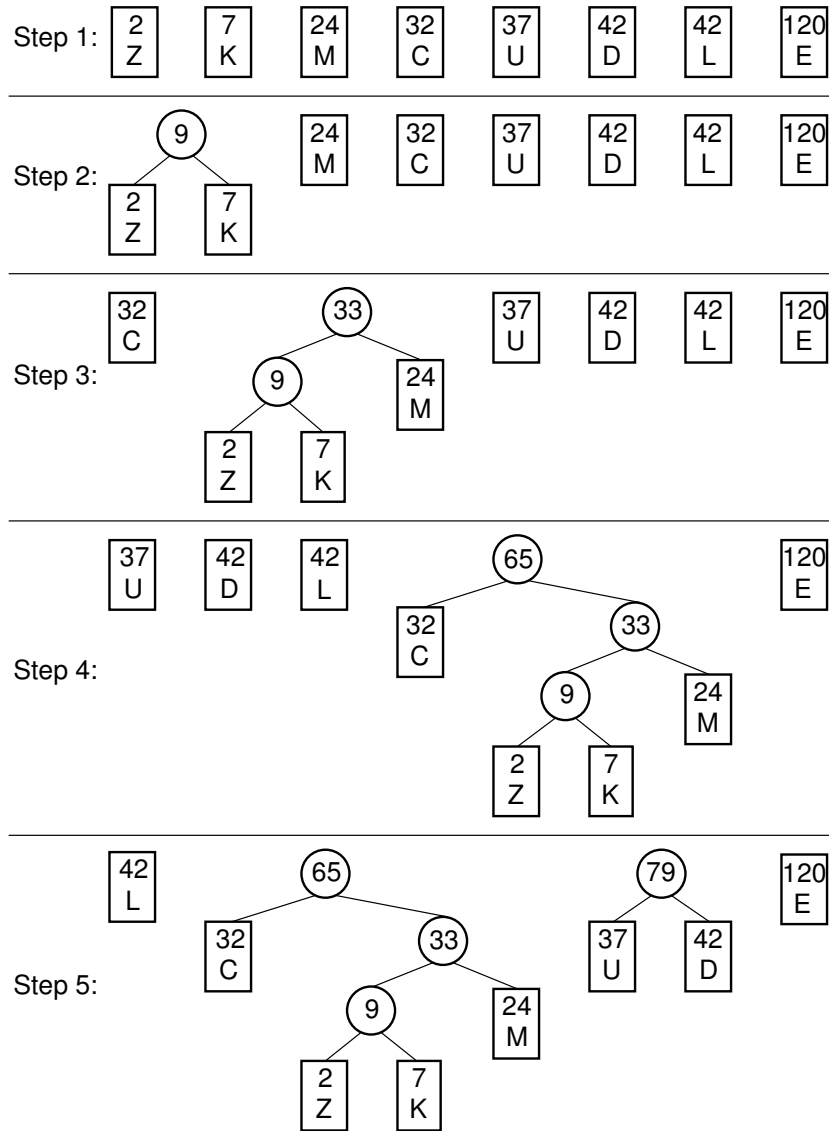 Step 1: 2 7 24 32 37 42 42 120
Z K M C U D L E
9 24 32 37 42 42 120
M C U D L E
Step 2:
2 7
Z K
32 33 37 42 42 120
C U D L E
Step 3: 9 24
M
2 7
Z K
37 42 42 65 120
U D L E
32 33
C
Step 4: 9 24
M
2 7
Z K
42 65 79 120
L E
32 33 37 42
C U D
Step 5: 9 24
M
2 7
Z K